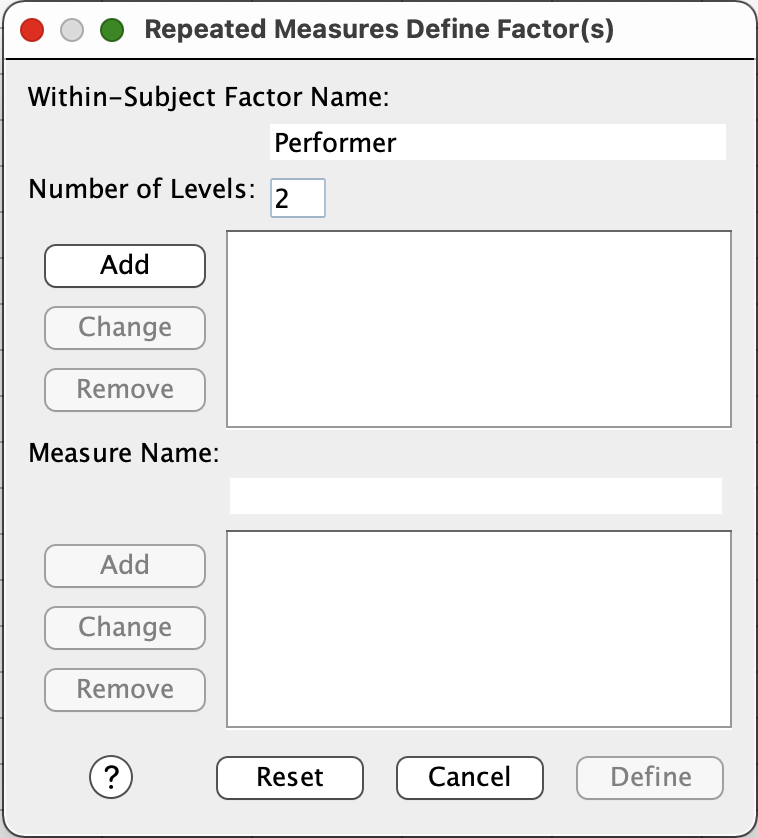 Repeated Measures Define Factor(s)
Within-Subject Factor Name:
Performer
Number of Levels: 2
Add
Change
Remove
Measure Name:
Add
Change
Remove
? Reset Cancel Define